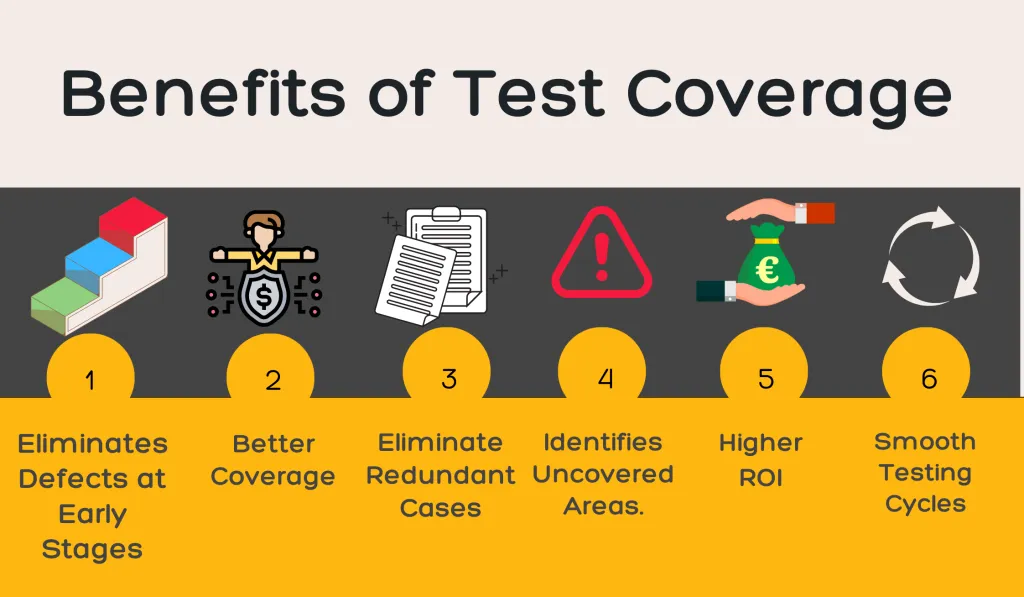 Benefits of Test Coverage
$
€
1
2
3
4
5
6
Eliminates
Defects at
Early
Stages
Better
Coverage
Eliminate
Redundant
Cases
Identifies
Uncovered
Areas.
Higher
ROI
Smooth
Testing
Cycles